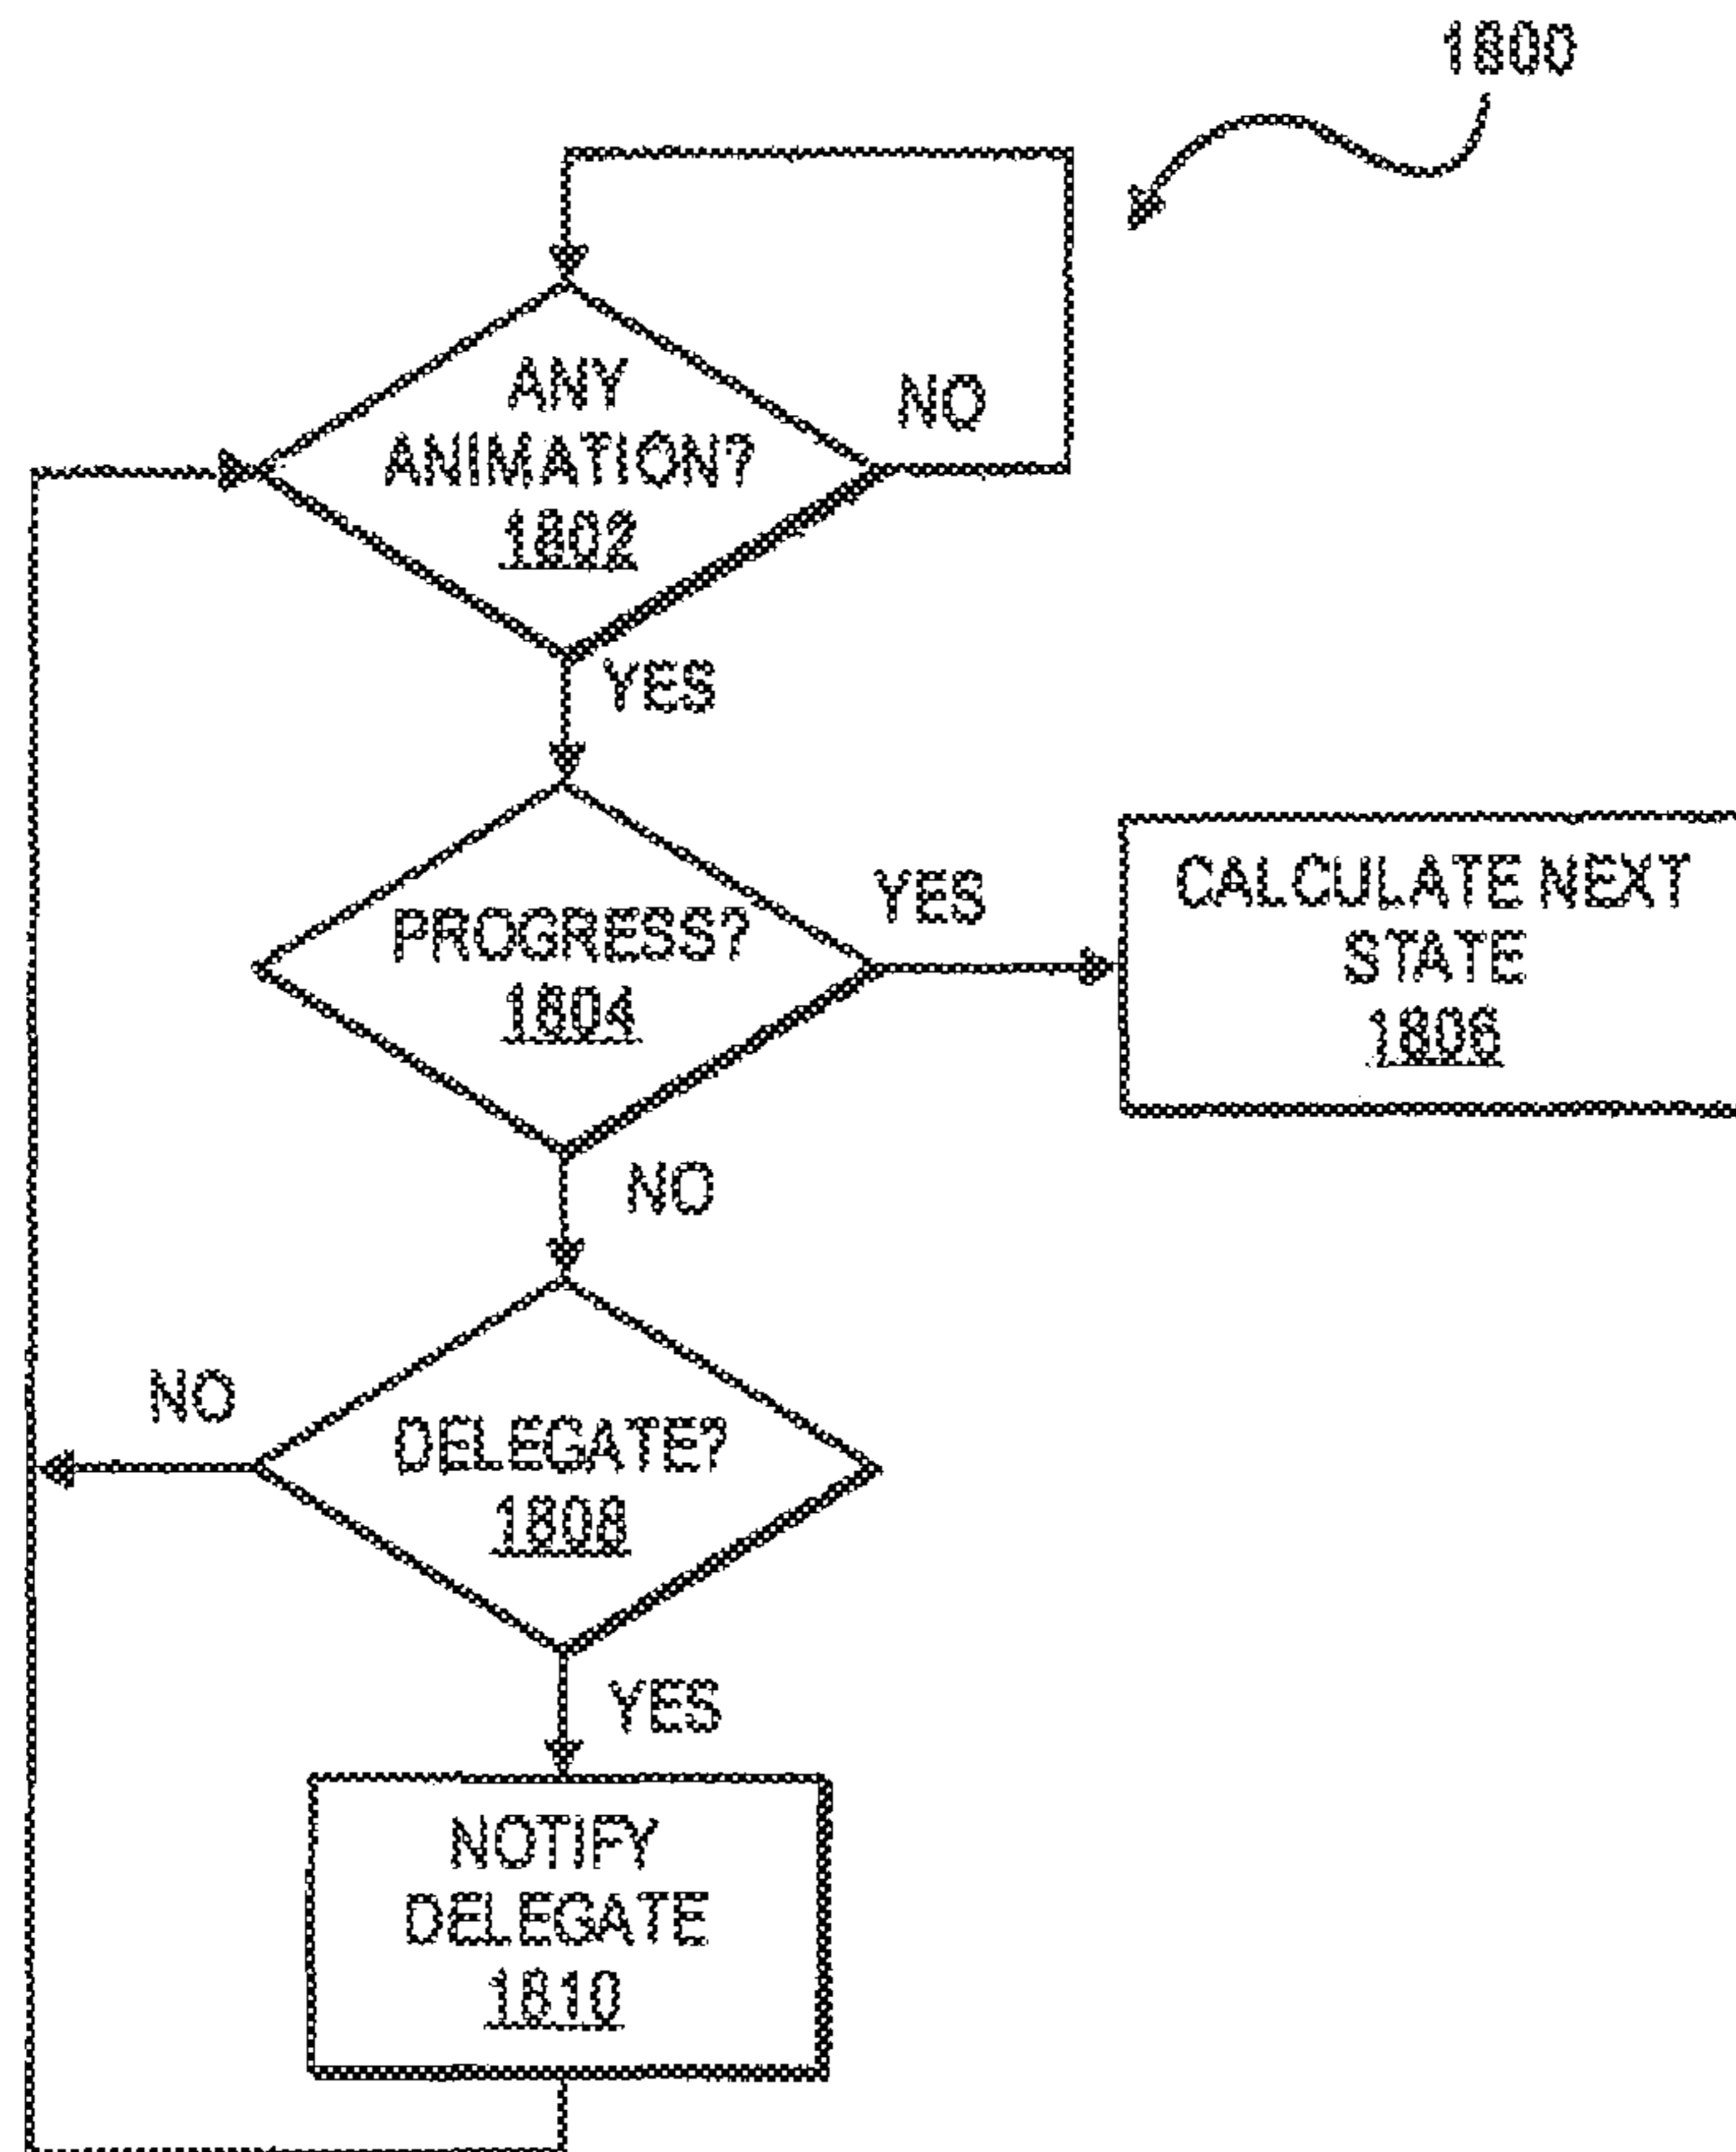 1800
ANY
ANIMATION?
1802
NO
YES
PROGRESS?
1804
YES
CALCULATE NEXT
STATE
1806
NO
DELEGATE?
1808
NO
YES
NOTIFY
DELEGATE
1810